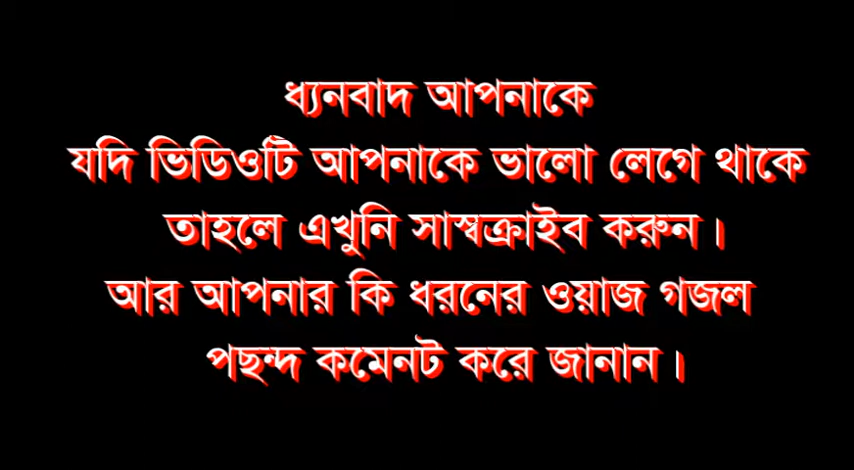 ধ্যনবাদ আপনাকে
যদি ভিডিওটি আপনাকে ভালো লেগে থাকে
তাহলে এখুনি সাস্বক্রাইব করুন।
আর আপনার কি ধরনের ওয়াজ গজল
পছন্দ কমেনট করে জানান।